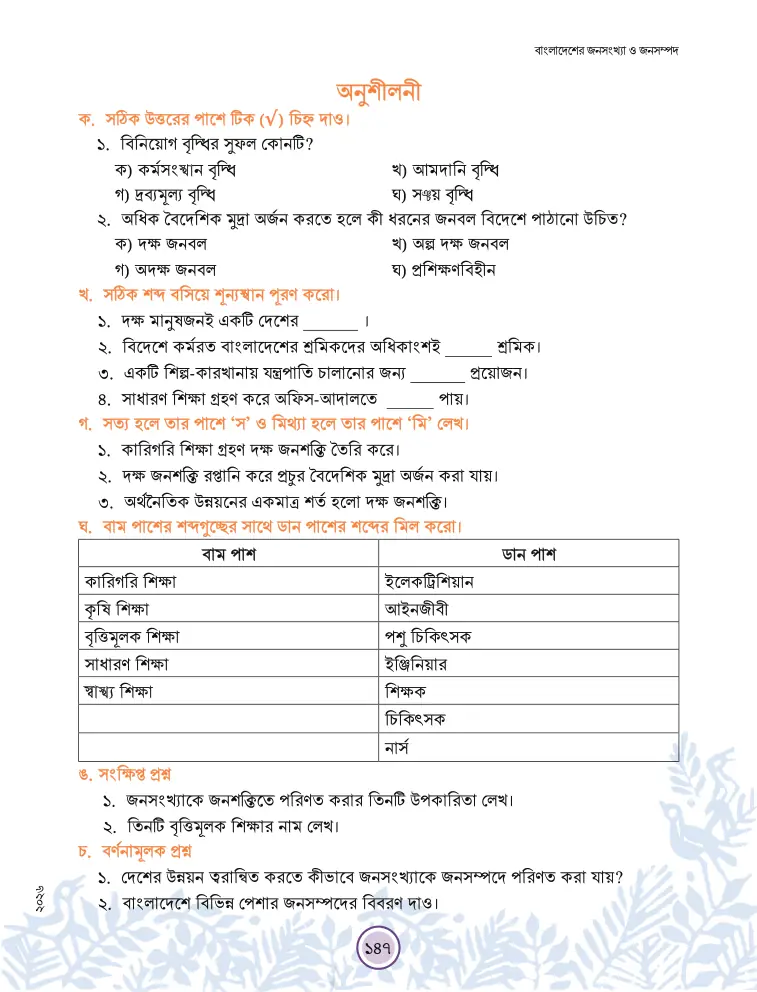 বাংলাদেশের জনসংখ্যা ও জনসম্পদ
অনুশীলনী
ক. সঠিক উত্তরের পাশে টিক (√) চিহ্ন দাও।
১. বিনিয়োগ বৃদ্ধির সুফল কোনটি?
ক) কর্মসংস্থান বৃদ্ধি খ) আমদানি বৃদ্ধি
গ) দ্রব্যমূল্য বৃদ্ধি ঘ) সঞ্চয় বৃদ্ধি
২. অধিক বৈদেশিক মুদ্রা অর্জন করতে হলে কী ধরনের জনবল বিদেশে পাঠানো উচিত?
ক) দক্ষ জনবল খ) অল্প দক্ষ জনবল
গ) অদক্ষ জনবল ঘ) প্রশিক্ষণবিহীন
খ. সঠিক শব্দ বসিয়ে শূন্যস্থান পূরণ করো।
১. দক্ষ মানুষজনই একটি দেশের ______ ।
২. বিদেশে কর্মরত বাংলাদেশের শ্রমিকদের অধিকাংশই _____ শ্রমিক।
৩. একটি শিল্প-কারখানায় যন্ত্রপাতি চালানোর জন্য ______ প্রয়োজন।
৪. সাধারণ শিক্ষা গ্রহণ করে অফিস-আদালতে _____ পায়।
গ. সত্য হলে তার পাশে ‘স’ ও মিথ্যা হলে তার পাশে ‘মি’ লেখ।
১. কারিগরি শিক্ষা গ্রহণ দক্ষ জনশক্তি তৈরি করে।
২. দক্ষ জনশক্তি রপ্তানি করে প্রচুর বৈদেশিক মুদ্রা অর্জন করা যায়।
৩. অর্থনৈতিক উন্নয়নের একমাত্র শর্ত হলো দক্ষ জনশক্তি।
ঘ. বাম পাশের শব্দগুচ্ছের সাথে ডান পাশের শব্দের মিল করো।
বাম পাশ ডান পাশ
কারিগরি শিক্ষা ইলেকট্রিশিয়ান
কৃষি শিক্ষা আইনজীবী
বৃত্তিমূলক শিক্ষা পশু চিকিৎসক
সাধারণ শিক্ষা ইঞ্জিনিয়ার
স্বাস্থ্য শিক্ষা শিক্ষক
চিকিৎসক
নার্স
ঙ. সংক্ষিপ্ত প্রশ্ন
১. জনসংখ্যাকে জনশক্তিতে পরিণত করার তিনটি উপকারিতা লেখ।
২. তিনটি বৃত্তিমূলক শিক্ষার নাম লেখ।
চ. বর্ণনামূলক প্রশ্ন
১. দেশের উন্নয়ন ত্বরান্বিত করতে কীভাবে জনসংখ্যাকে জনসম্পদে পরিণত করা যায়?
২. বাংলাদেশে বিভিন্ন পেশার জনসম্পদের বিবরণ দাও।
২০২৬
১৪৭